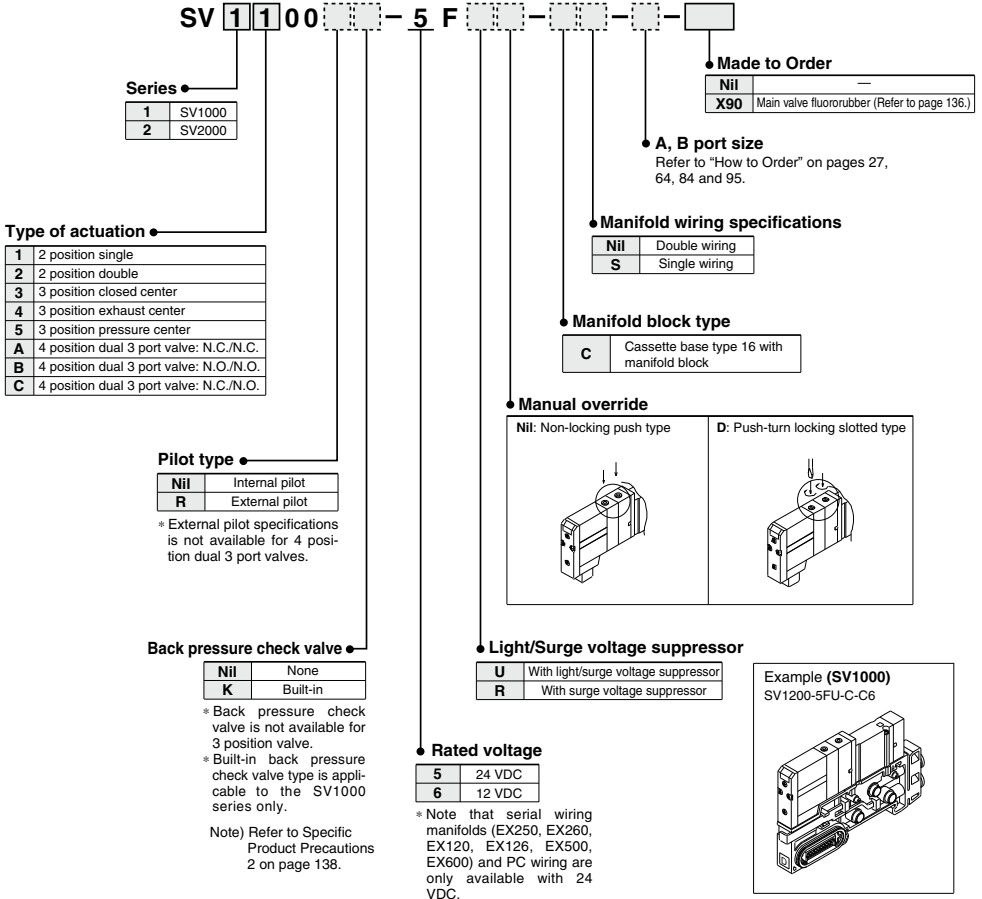 SV 1 1 00 - 5 F - - -
Made to Order
Nil —
X90 Main valve fluororubber (Refer to page 136.)
Series
1 SV1000
2 SV2000
A, B port size
Refer to "How to Order" on pages 27,
64, 84 and 95.
Type of actuation
1 2 position single
2 2 position double
3 3 position closed center
4 3 position exhaust center
5 3 position pressure center
A 4 position dual 3 port valve: N.C./N.C.
B 4 position dual 3 port valve: N.O./N.O.
C 4 position dual 3 port valve: N.C./N.O.
Manifold wiring specifications
Nil Double wiring
S Single wiring
Manifold block type
C Cassette base type 16 with
manifold block
Manual override
Nil: Non-locking push type
D: Push-turn locking slotted type
Pilot type
Nil Internal pilot
R External pilot
* External pilot specifications
is not available for 4 posi-
tion dual 3 port valves.
Back pressure check valve
Nil None
K Built-in
* Back pressure check
valve is not available for
3 position valve.
* Built-in back pressure
check valve type is appli-
cable to the SV1000
series only.
Note) Refer to Specific
Product Precautions
2 on page 138.
Light/Surge voltage suppressor
U With light/surge voltage suppressor
R With surge voltage suppressor
Rated voltage
5 24 VDC
6 12 VDC
* Note that serial wiring
manifolds (EX250, EX260,
EX120, EX126, EX500,
EX600) and PC wiring are
only available with 24
VDC.
Example (SV1000)
SV1200-5FU-C-C6